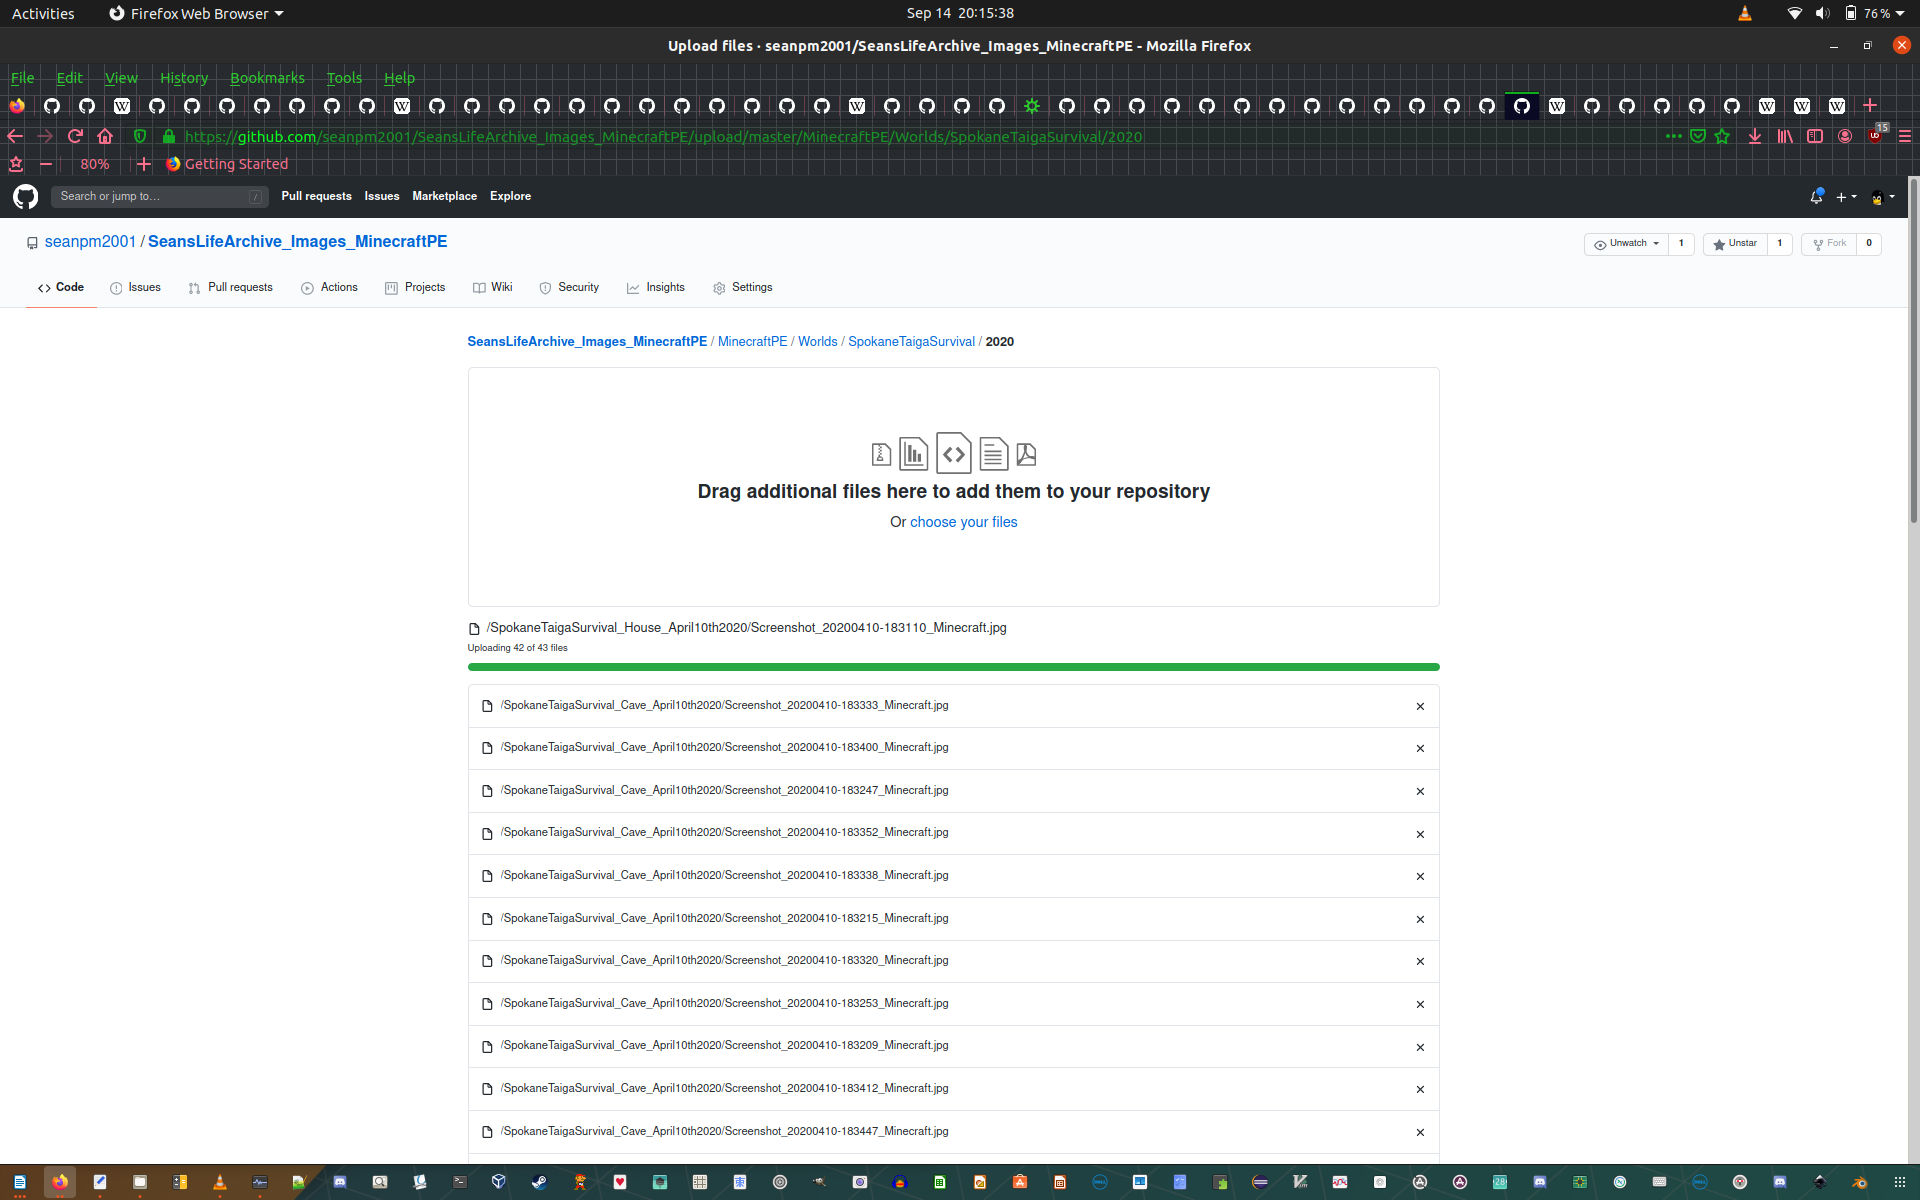 Activities Firefox Web Browser Sep 14 20:15:38 76 %
Upload files · seanpm2001/SeansLifeArchive_Images_MinecraftPE - Mozilla Firefox
File Edit View History Bookmarks Tools Help
https://github.com/seanpm2001/SeansLifeArchive_Images_MinecraftPE/upload/master/MinecraftPE/Worlds/SpokaneTaigaSurvival/2020 15
80% Getting Started
Search or jump to… / Pull requests Issues Marketplace Explore
seanpm2001 / SeansLifeArchive_Images_MinecraftPE Unwatch 1 Unstar 1 Fork 0
Code Issues Pull requests Actions Projects Wiki Security Insights Settings
SeansLifeArchive_Images_MinecraftPE / MinecraftPE / Worlds / SpokaneTaigaSurvival / 2020
Drag additional files here to add them to your repository
Or choose your files
/SpokaneTaigaSurvival_House_April10th2020/Screenshot_20200410-183110_Minecraft.jpg
Uploading 42 of 43 files
/SpokaneTaigaSurvival_Cave_April10th2020/Screenshot_20200410-183333_Minecraft.jpg
/SpokaneTaigaSurvival_Cave_April10th2020/Screenshot_20200410-183400_Minecraft.jpg
/SpokaneTaigaSurvival_Cave_April10th2020/Screenshot_20200410-183247_Minecraft.jpg
/SpokaneTaigaSurvival_Cave_April10th2020/Screenshot_20200410-183352_Minecraft.jpg
/SpokaneTaigaSurvival_Cave_April10th2020/Screenshot_20200410-183338_Minecraft.jpg
/SpokaneTaigaSurvival_Cave_April10th2020/Screenshot_20200410-183215_Minecraft.jpg
/SpokaneTaigaSurvival_Cave_April10th2020/Screenshot_20200410-183320_Minecraft.jpg
/SpokaneTaigaSurvival_Cave_April10th2020/Screenshot_20200410-183253_Minecraft.jpg
/SpokaneTaigaSurvival_Cave_April10th2020/Screenshot_20200410-183209_Minecraft.jpg
/SpokaneTaigaSurvival_Cave_April10th2020/Screenshot_20200410-183412_Minecraft.jpg
/SpokaneTaigaSurvival_Cave_April10th2020/Screenshot_20200410-183447_Minecraft.jpg